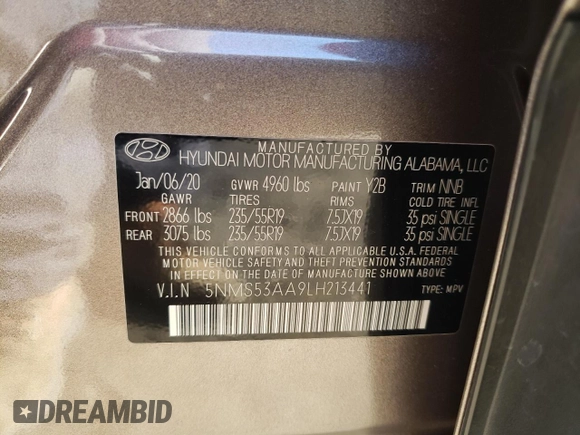 MANUFACTURED BY
HYUNDAI MOTOR MANUFACTURING ALABAMA, LLC
Jan/06/20 GVWR 4960 lbs PAINT Y2B TRIM NNB
GAWR TIRES RIMS COLD TIRE INFL
FRONT 2866 lbs 235/55R19 7.5JX19 35 psi SINGLE
REAR 3075 lbs 235/55R19 7.5JX19 35 psi SINGLE
THIS VEHICLE CONFORMS TO ALL APPLICABLE U.S.A. FEDERAL
MOTOR VEHICLE SAFETY AND THEFT PREVENTION STANDARDS
IN EFFECT ON THE DATE OF MANUFACTURE SHOWN ABOVE.
V.I.N 5NMS53AA9LH213441 TYPE: MPV
DREAMBID